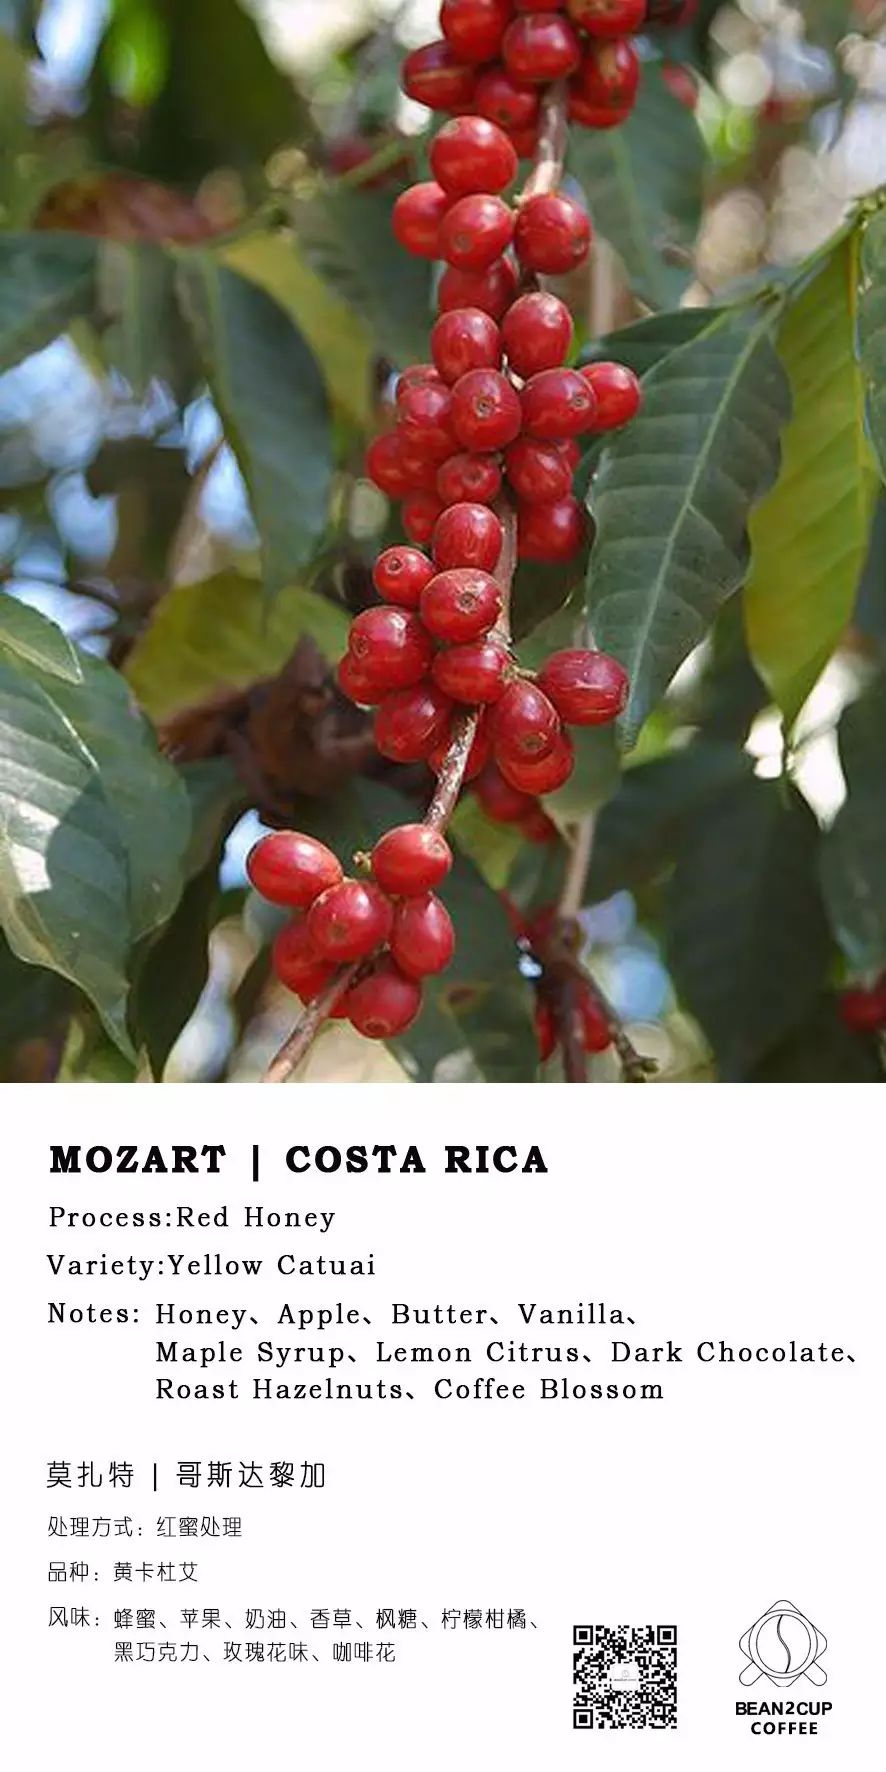 MOZART | COSTA RICA
Process:Red Honey
Variety:Yellow Catuai
Notes: Honey、Apple、Butter、Vanilla、
Maple Syrup、Lemon Citrus、Dark Chocolate、
Roast Hazelnuts、Coffee Blossom
莫扎特 | 哥斯达黎加
处理方式：红蜜处理
品种：黄卡杜艾
风味：蜂蜜、苹果、奶油、香草、枫糖、柠檬柑橘、
黑巧克力、玫瑰花味、咖啡花
BEAN2CUP
COFFEE